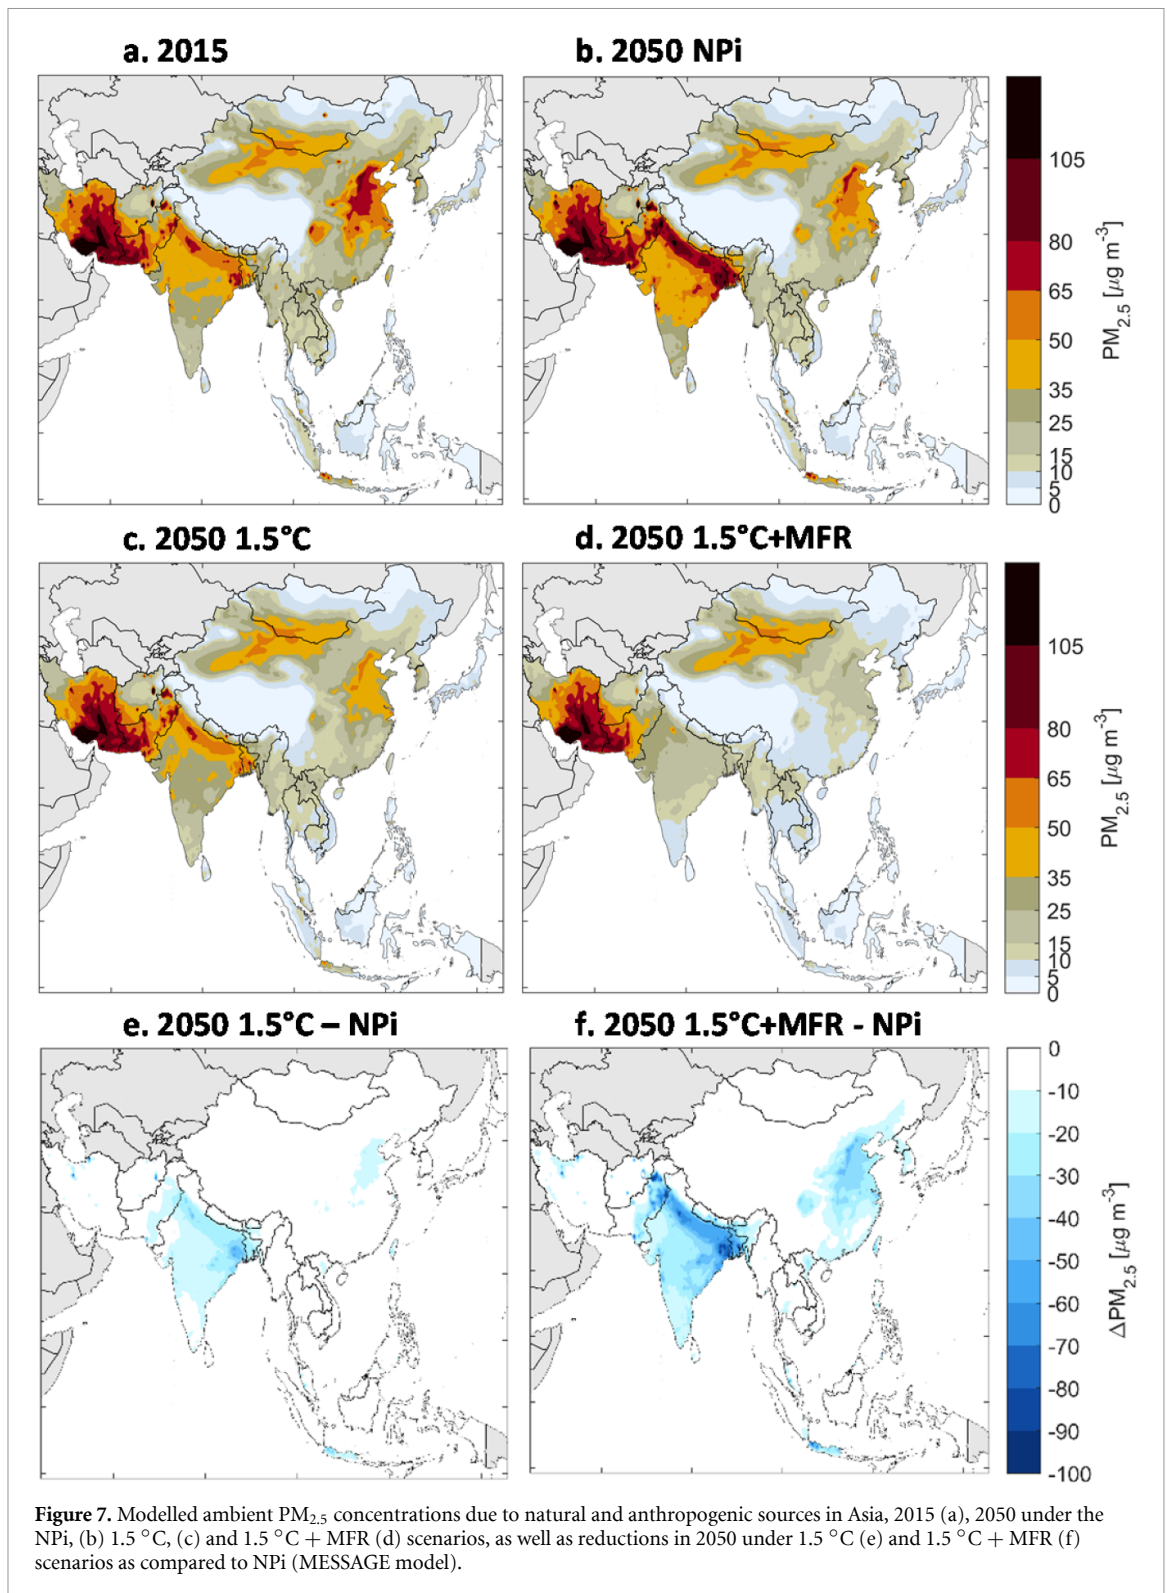 a. 2015
b. 2050 NPi
105
80
65
50
35
25
15
10
5
0
PM2.5 [µg m-3]
c. 2050 1.5°C
d. 2050 1.5°C+MFR
105
80
65
50
35
25
15
10
5
0
PM2.5 [µg m-3]
e. 2050 1.5°C – NPi
f. 2050 1.5°C+MFR - NPi
0
-10
-20
-30
-40
-50
-60
-70
-80
-90
-100
ΔPM2.5 [µg m-3]
Figure 7. Modelled ambient PM2.5 concentrations due to natural and anthropogenic sources in Asia, 2015 (a), 2050 under the
NPi, (b) 1.5 °C, (c) and 1.5 °C + MFR (d) scenarios, as well as reductions in 2050 under 1.5 °C (e) and 1.5 °C + MFR (f)
scenarios as compared to NPi (MESSAGE model).